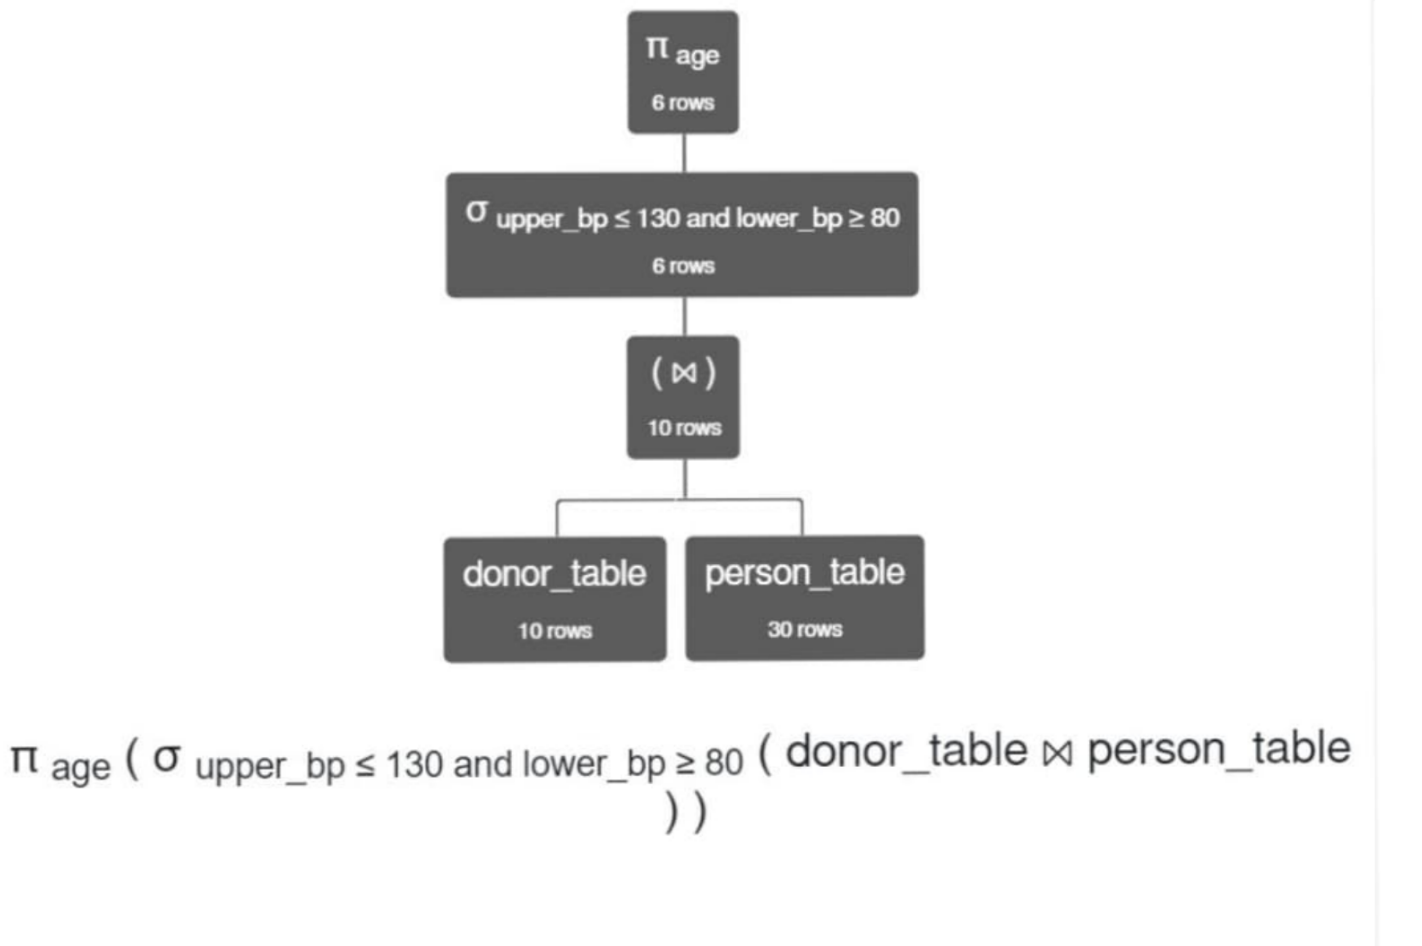 π age
6 rows
σ upper_bp ≤ 130 and lower_bp ≥ 80
6 rows
( ⋈ )
10 rows
donor_table
10 rows
person_table
30 rows
π age ( σ upper_bp ≤ 130 and lower_bp ≥ 80 ( donor_table ⋈ person_table
) )